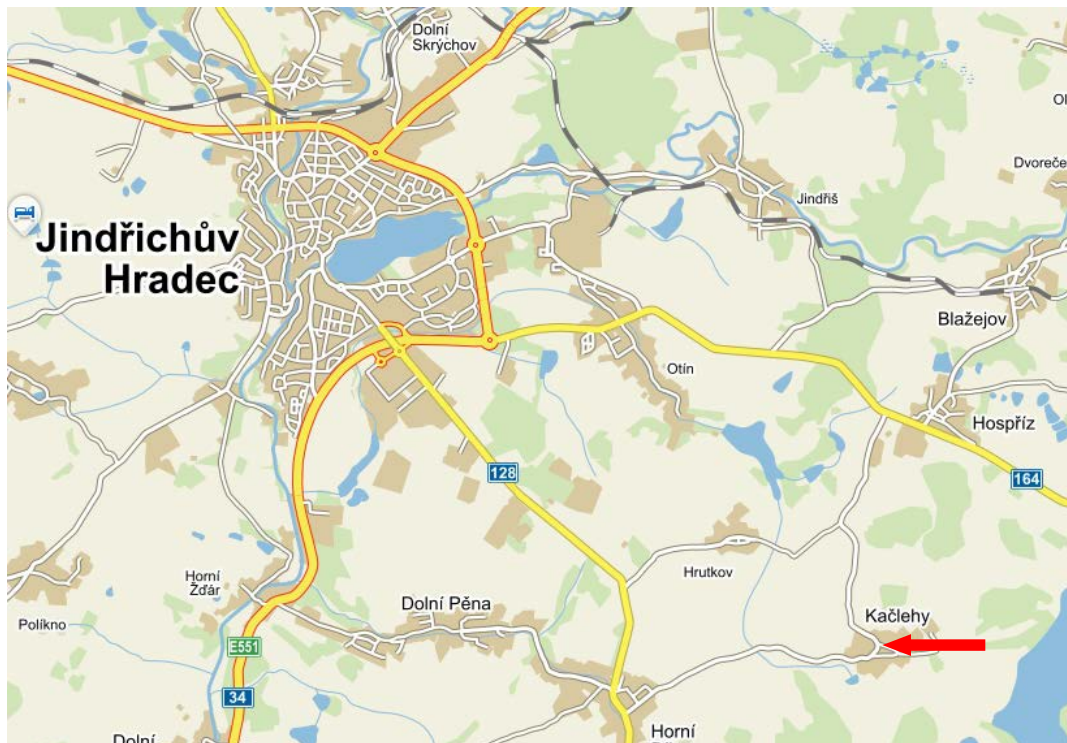 Dolní
Skrýchov
Ol
Dvoreče
Jindřiš
Jindřichův
Hradec
Blažejov
Otín
Hospříz
128
164
Horní
Žďár
Hrutkov
Dolní Pěna
Kačlehy
Políkno
E551
34
Dolní
Horní